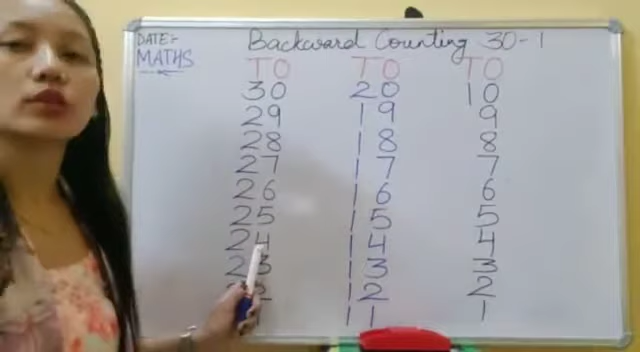 DATE:-
Backward Counting 30-1
MATHS
TO TO TO
30 20 10
29 19 9
28 18 8
27 17 7
26 16 6
25 15 5
24 14 4
23 13 3
12 2
11 1